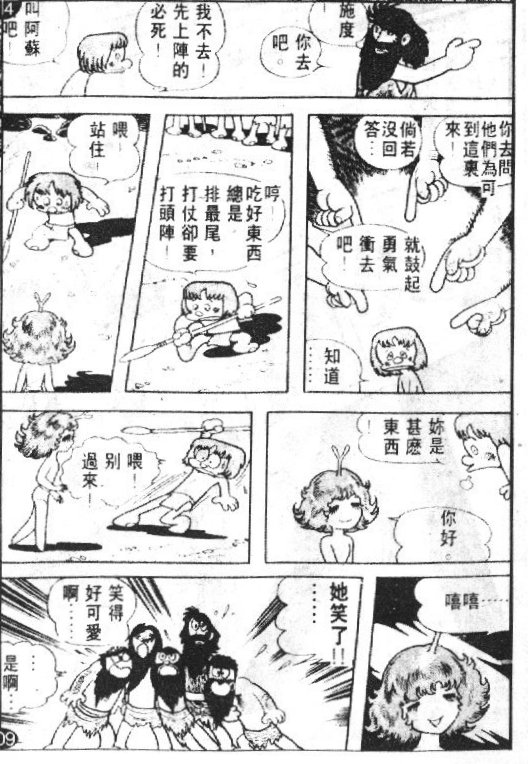 施度
你去
吧。
我不去！
先上陣的
必死！
叫阿蘇
吧！
你去問
他們為可
到這裏
來！
倘若
沒回
答…
就鼓起
勇氣
衝去
吧！
知道
……
哼！
吃好東西
總是
排最尾，
打仗卻要
打頭陣！
喂！
站住！
妳是
甚麼
東西
！
你好。
喂！
別
過來！
嘻嘻……
她笑了!!
……
笑得
好可愛
啊……
……
是啊…
09